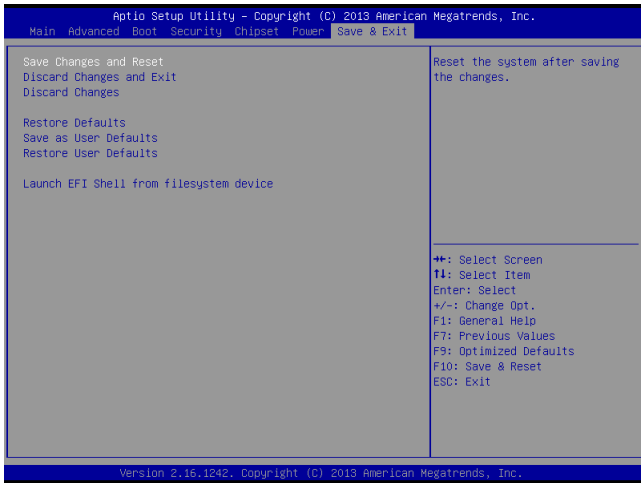 Aptio Setup Utility – Copyright (C) 2013 American Megatrends, Inc.
Main Advanced Boot Security Chipset Power Save & Exit
Save Changes and Reset
Discard Changes and Exit
Discard Changes
Restore Defaults
Save as User Defaults
Restore User Defaults
Launch EFI Shell from filesystem device
Reset the system after saving
the changes.
→←: Select Screen
↑↓: Select Item
Enter: Select
+/-: Change Opt.
F1: General Help
F7: Previous Values
F9: Optimized Defaults
F10: Save & Reset
ESC: Exit
Version 2.16.1242. Copyright (C) 2013 American Megatrends, Inc.